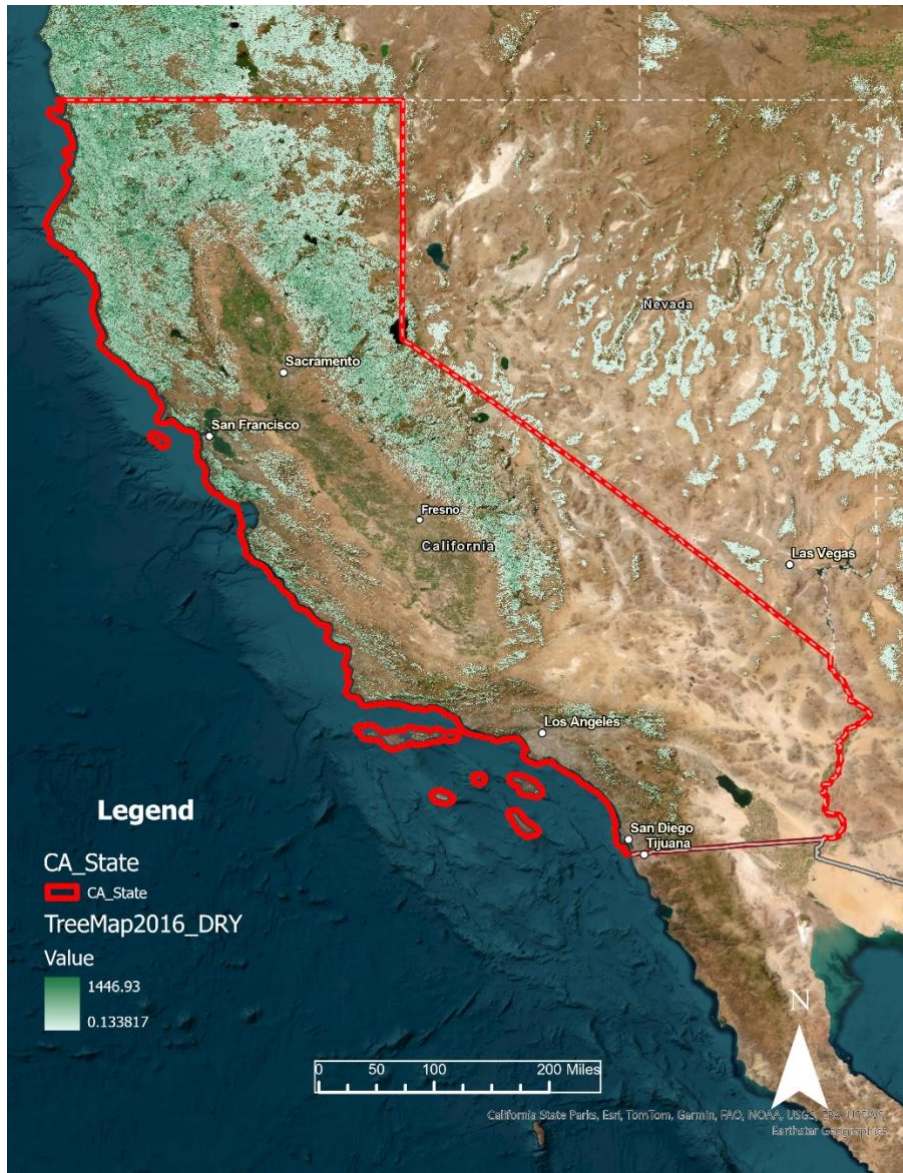 Nevada
Sacramento
San Francisco
Fresno
California
Las Vegas
Los Angeles
San Diego
Tijuana
Legend
CA_State
CA_State
TreeMap2016_DRY
Value
1446.93
0.133817
N
0 50 100 200 Miles
California State Parks, Esri, TomTom, Garmin, FAO, NOAA, USGS, EPA, USFWS
Earthstar Geographics